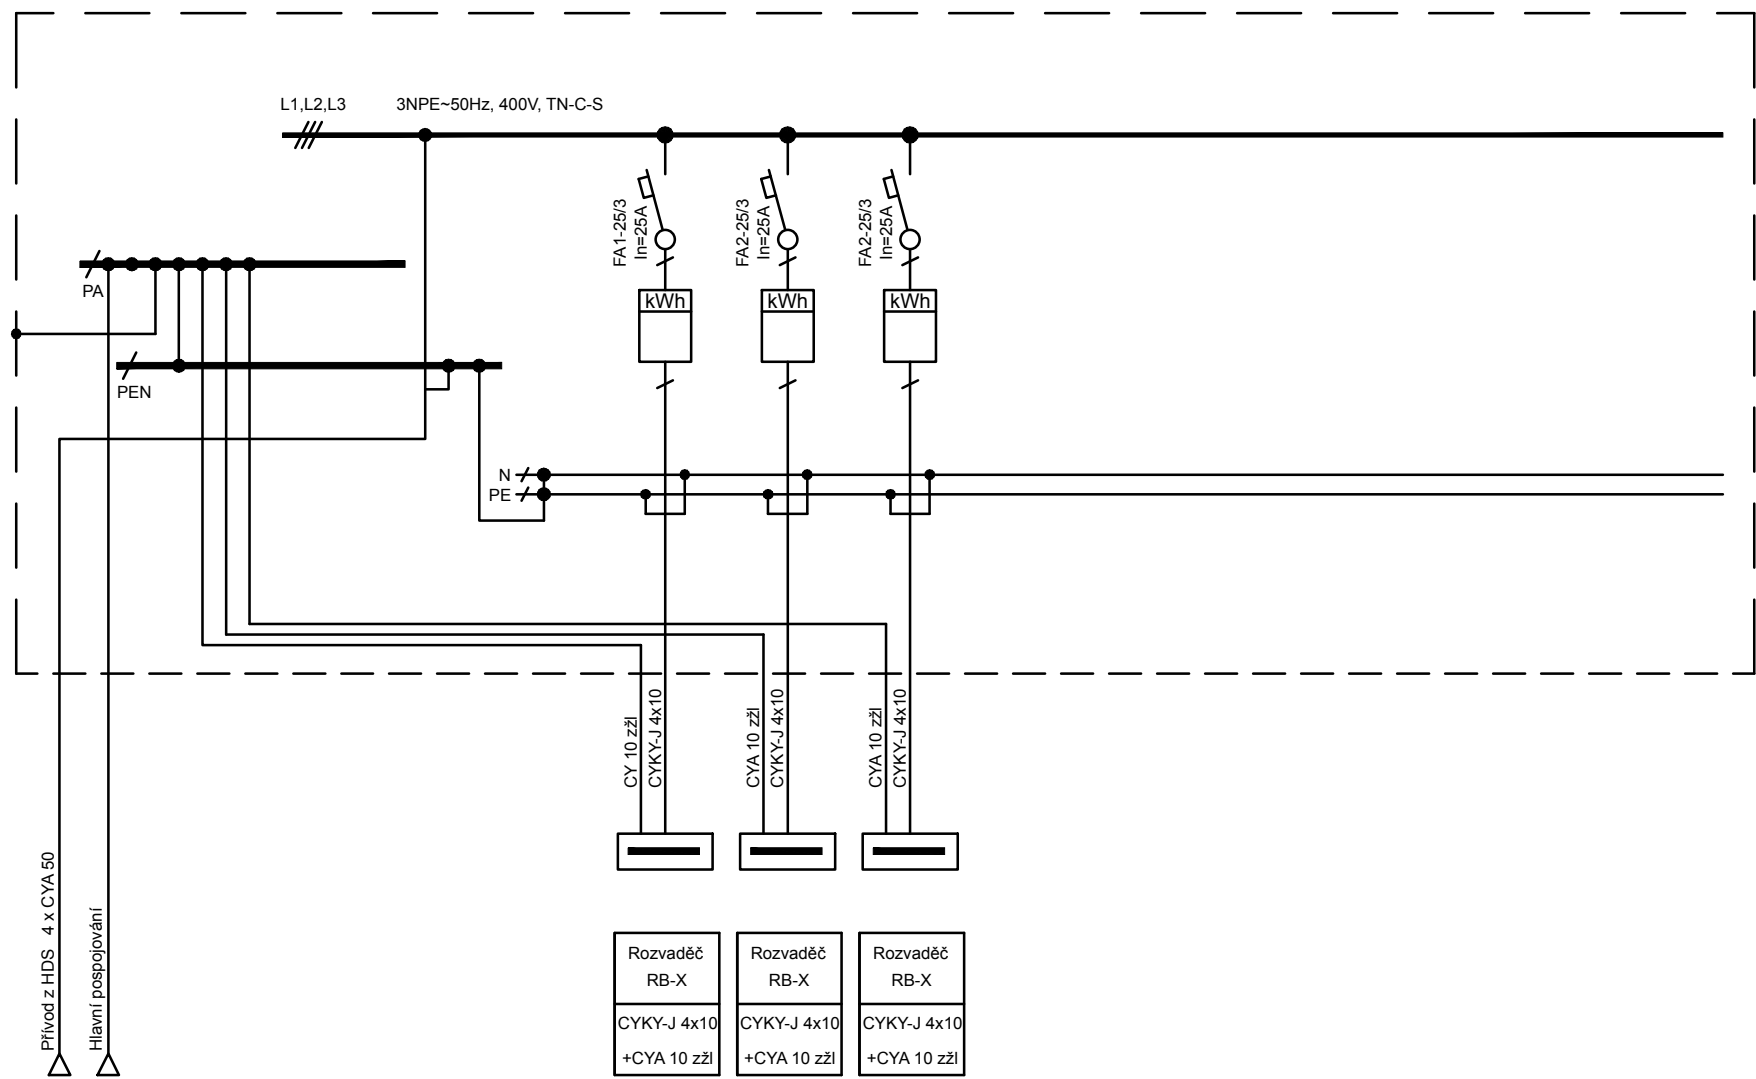 L1,L2,L3
3NPE~50Hz, 400V, TN-C-S
FA1-25/3
In=25A
FA2-25/3
In=25A
FA2-25/3
In=25A
PA
kWh
kWh
kWh
PEN
N
PE
CY 10 zžl
CYKY-J 4x10
CYA 10 zžl
CYKY-J 4x10
CYA 10 zžl
CYKY-J 4x10
Přívod z HDS 4 x CYA 50
Hlavní pospojování
Rozvaděč
RB-X
CYKY-J 4x10
+CYA 10 zžl
Rozvaděč
RB-X
CYKY-J 4x10
+CYA 10 zžl
Rozvaděč
RB-X
CYKY-J 4x10
+CYA 10 zžl